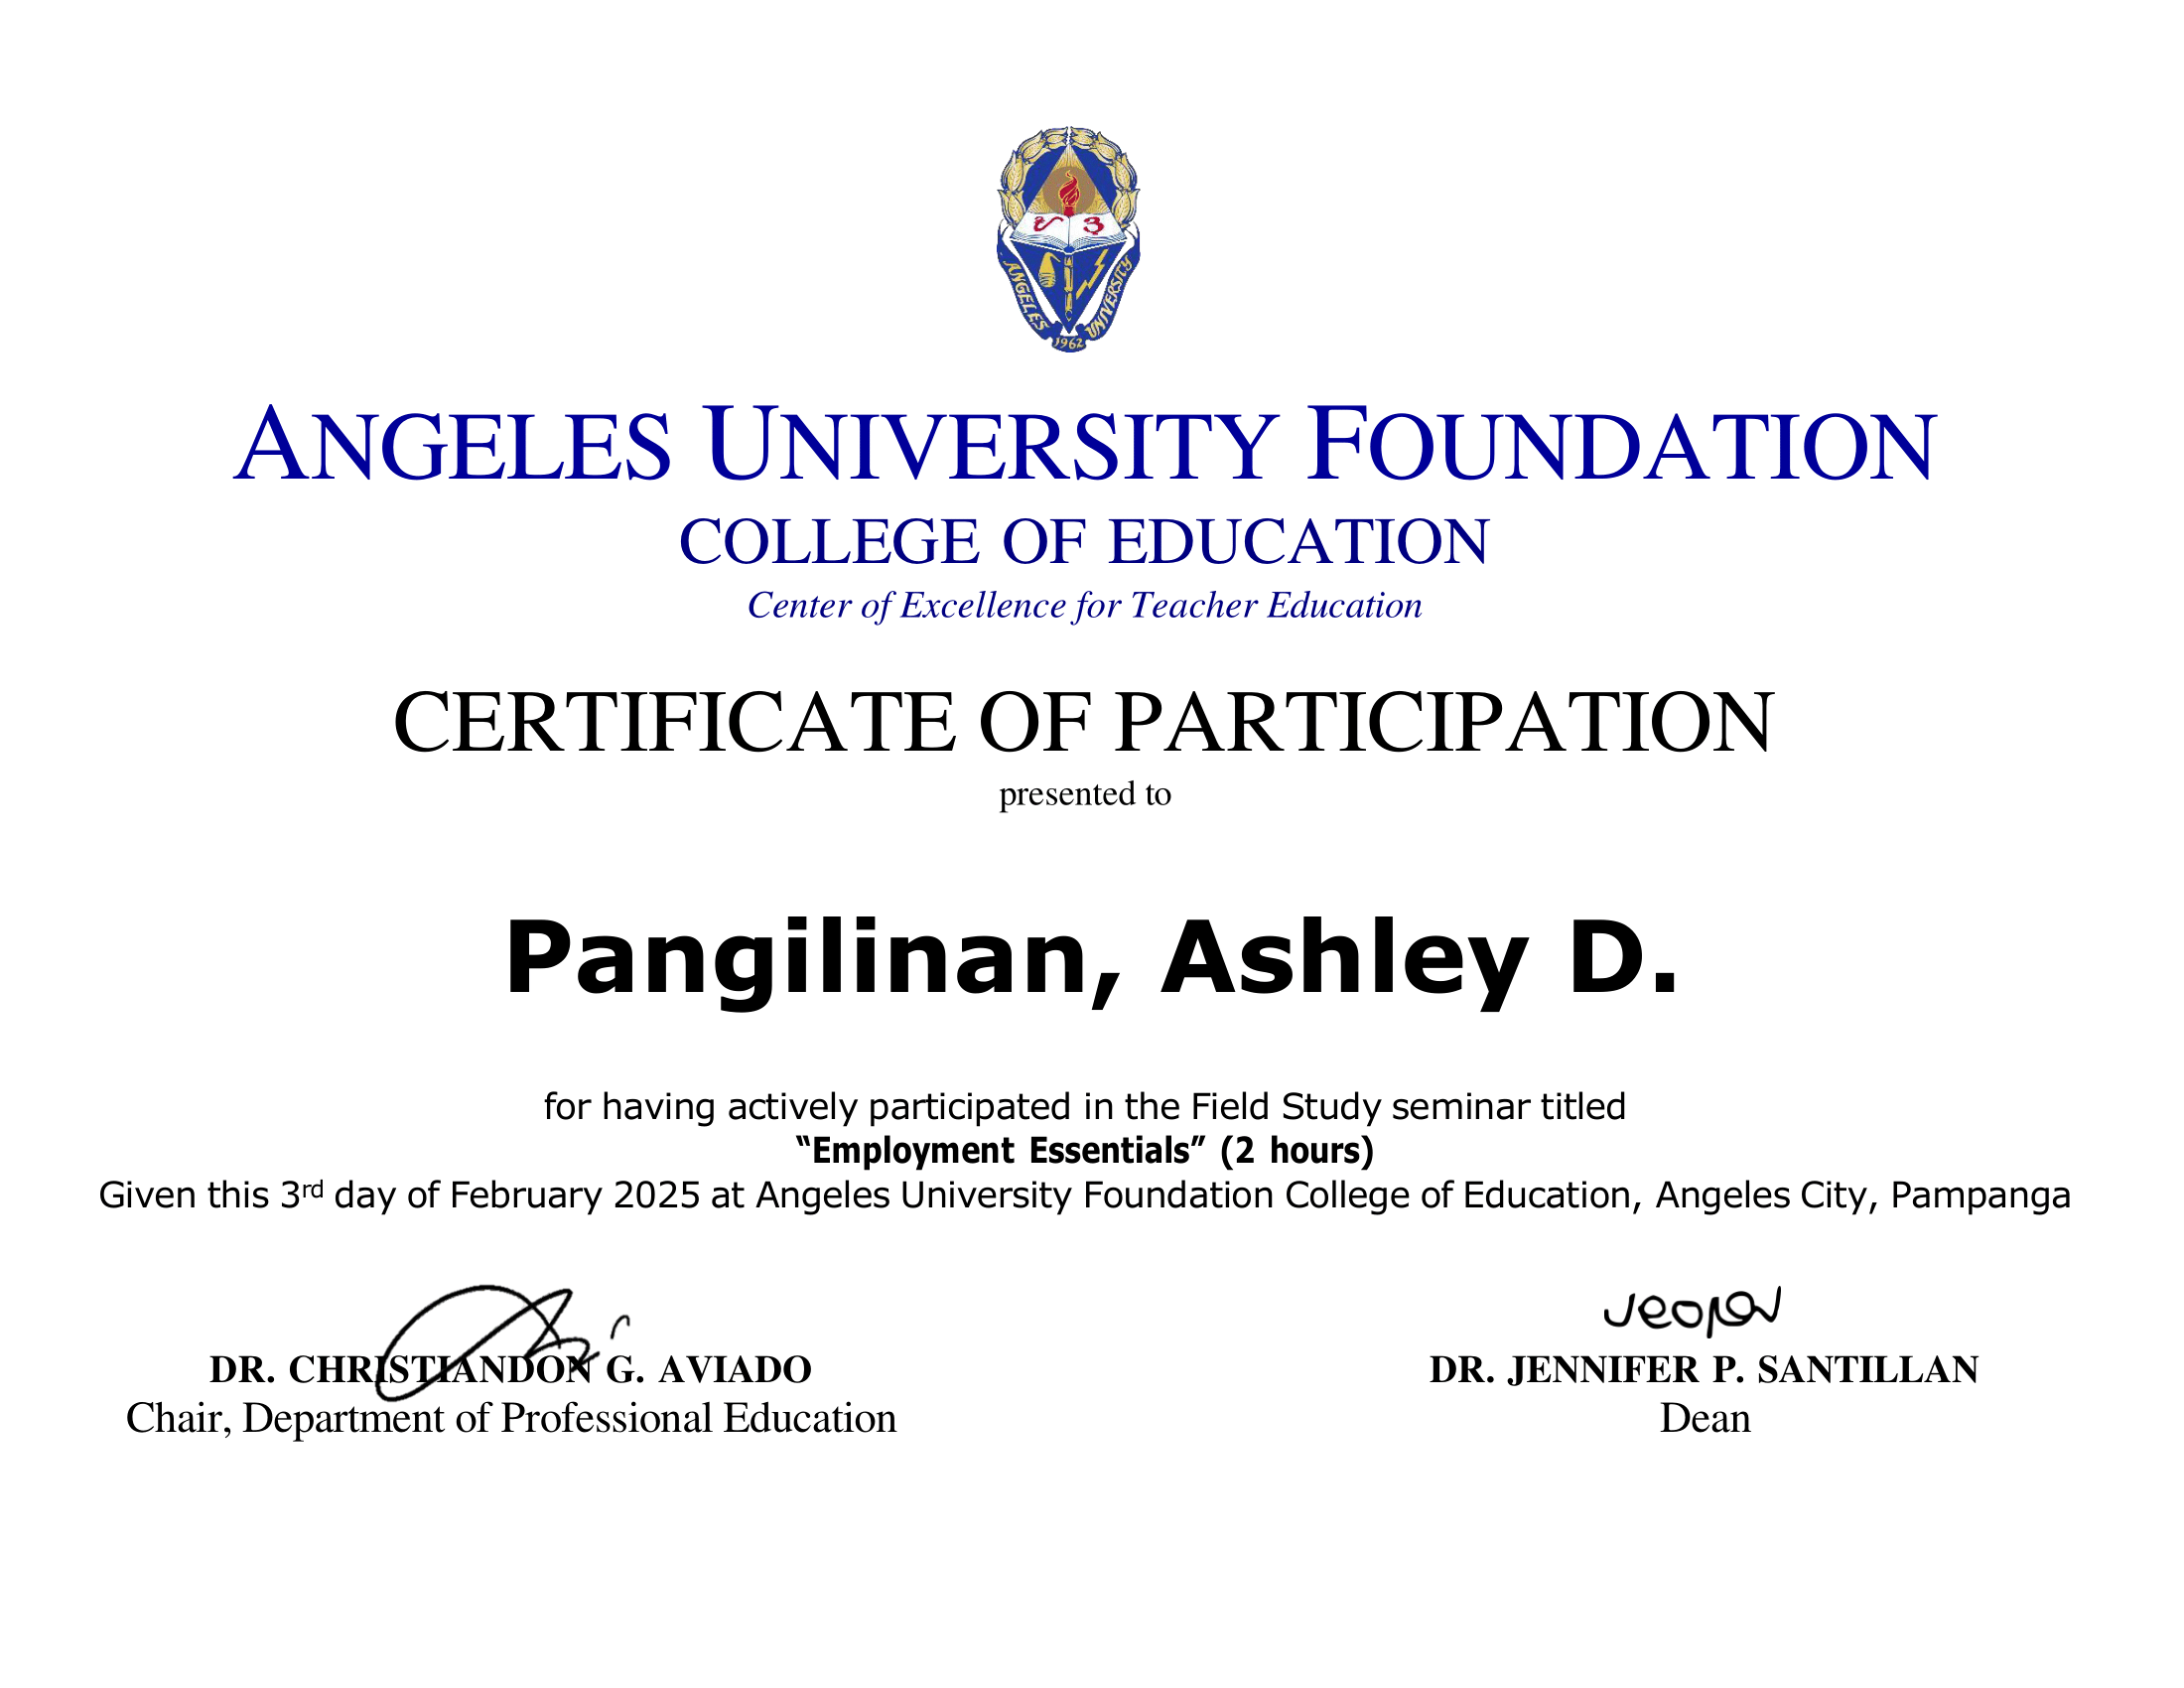 ANGELES UNIVERSITY
1962
ANGELES UNIVERSITY FOUNDATION
COLLEGE OF EDUCATION
Center of Excellence for Teacher Education
CERTIFICATE OF PARTICIPATION
presented to
Pangilinan, Ashley D.
for having actively participated in the Field Study seminar titled
“Employment Essentials” (2 hours)
Given this 3rd day of February 2025 at Angeles University Foundation College of Education, Angeles City, Pampanga
DR. CHRISTIANDON G. AVIADO
Chair, Department of Professional Education
DR. JENNIFER P. SANTILLAN
Dean